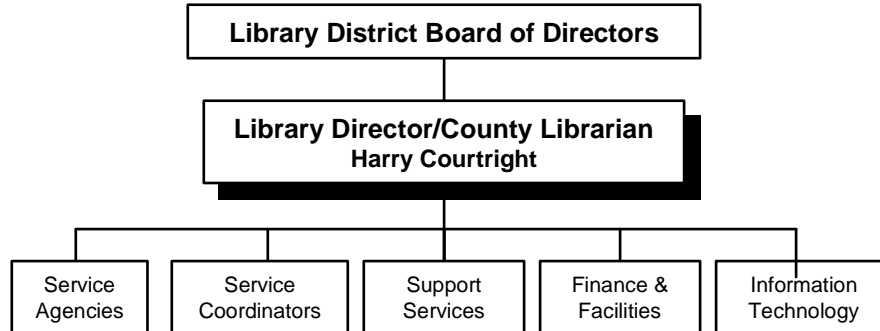 Library District Board of Directors
Library Director/County Librarian
Harry Courtright
Service
Agencies
Service
Coordinators
Support
Services
Finance &
Facilities
Information
Technology